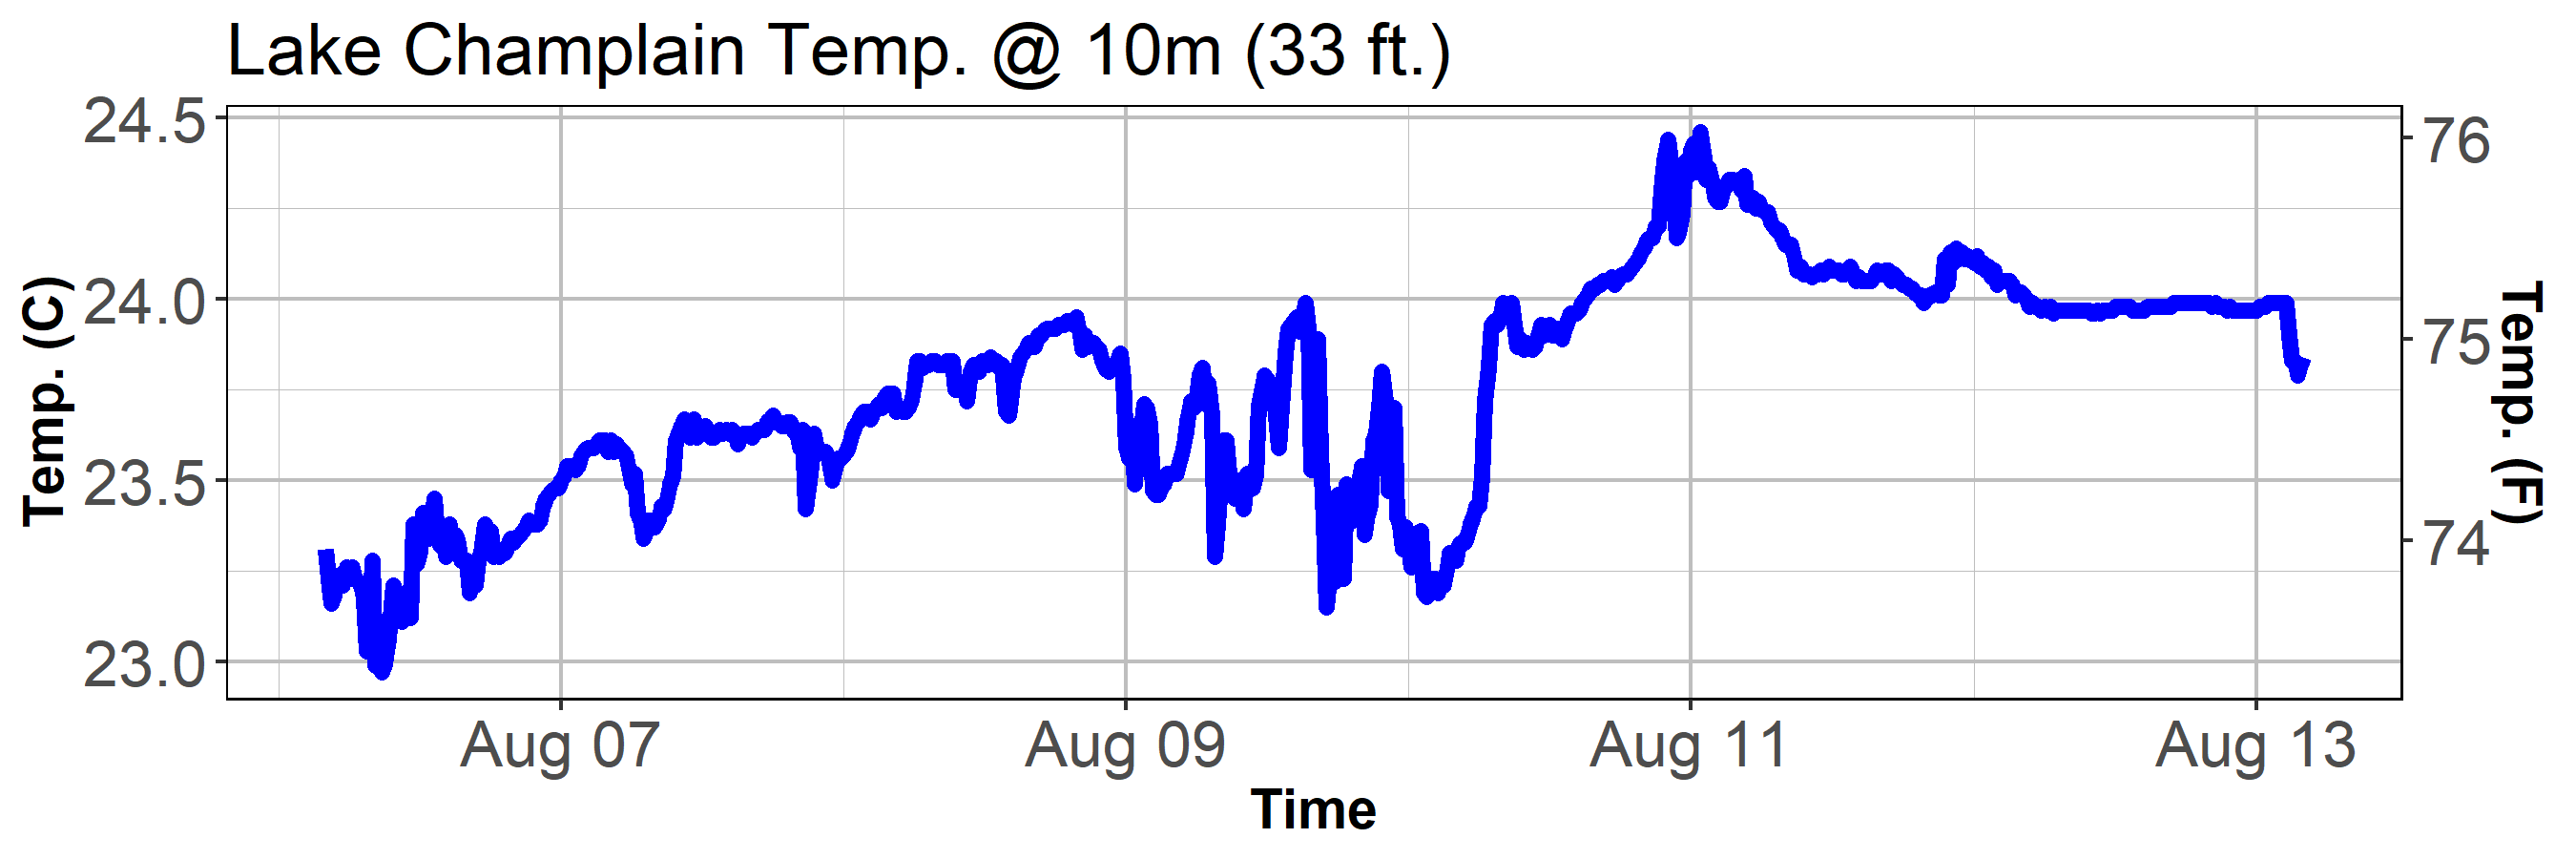 Lake Champlain Temp. @ 10m (33 ft.)
Temp. (C)
24.5
24.0
23.5
23.0
76
75
74
Temp. (F)
Aug 07 Aug 09 Aug 11 Aug 13
Time